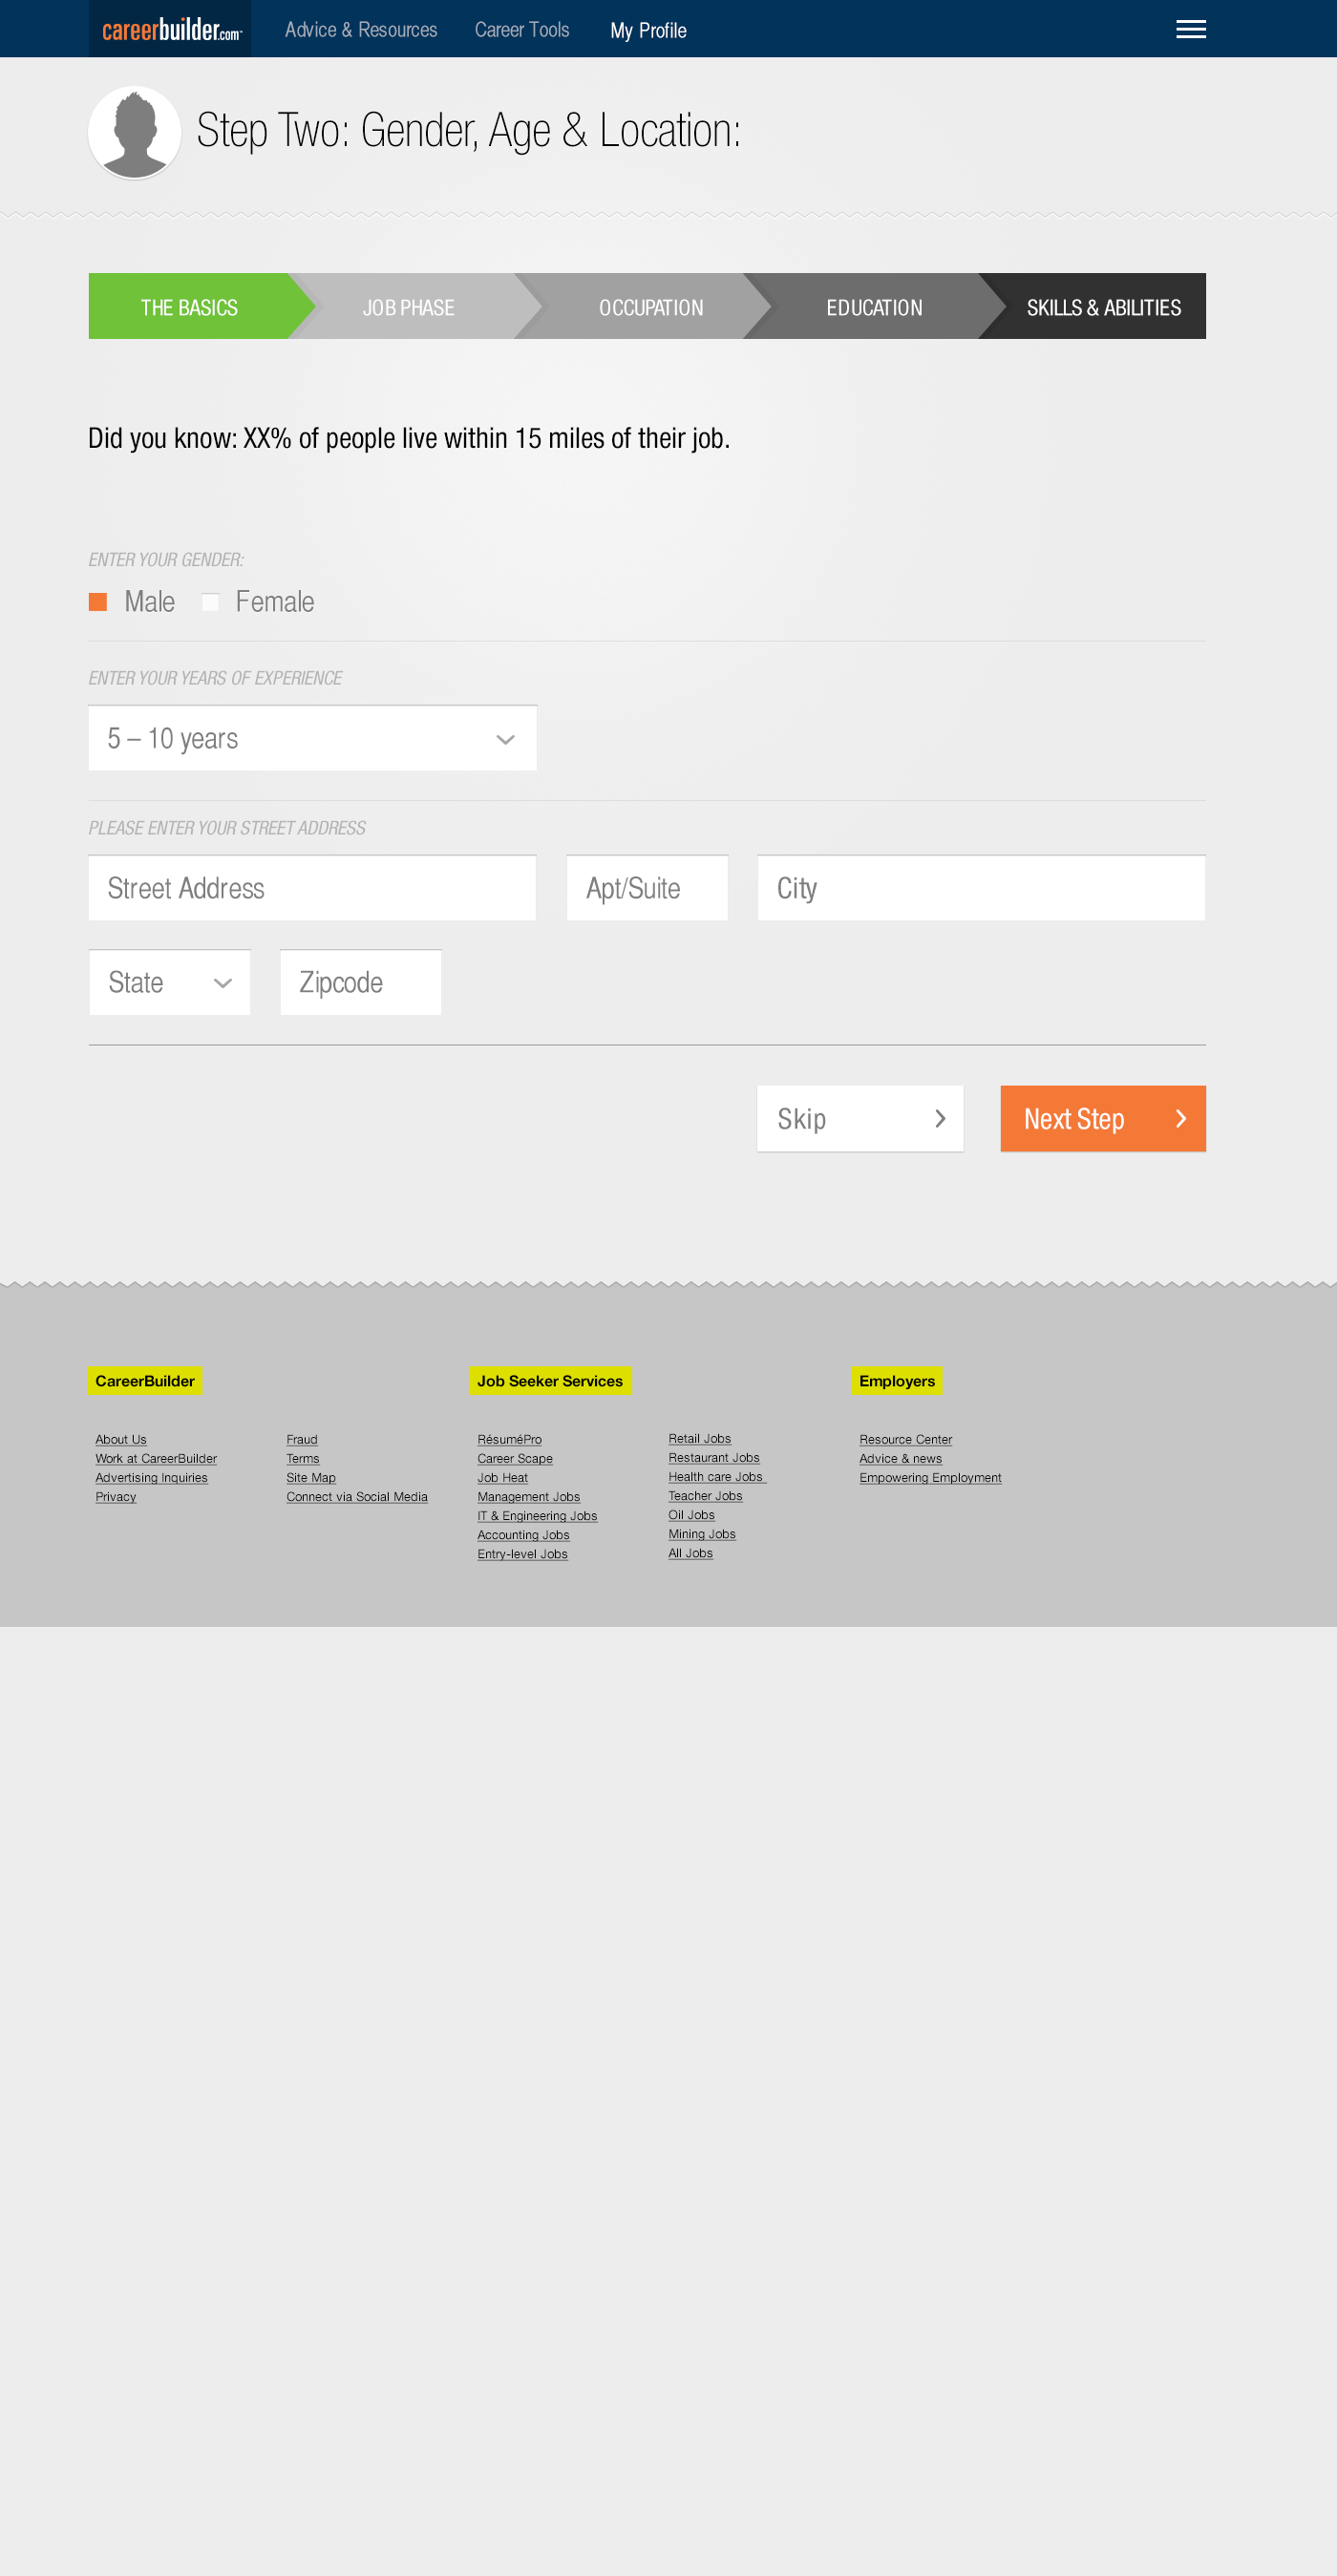 careerbuilder.com
Advice & Resources
Career Tools
My Profile
Step Two: Gender, Age & Location:
THE BASICS
JOB PHASE
OCCUPATION
EDUCATION
SKILLS & ABILITIES
Did you know: XX% of people live within 15 miles of their job.
ENTER YOUR GENDER:
Male
Female
ENTER YOUR YEARS OF EXPERIENCE
5 – 10 years
PLEASE ENTER YOUR STREET ADDRESS
Street Address
Apt/Suite
City
State
Zipcode
Skip
Next Step
CareerBuilder
About Us
Work at CareerBuilder
Advertising Inquiries
Privacy
Fraud
Terms
Site Map
Connect via Social Media
Job Seeker Services
RésuméPro
Career Scape
Job Heat
Management Jobs
IT & Engineering Jobs
Accounting Jobs
Entry-level Jobs
Retail Jobs
Restaurant Jobs
Health care Jobs
Teacher Jobs
Oil Jobs
Mining Jobs
All Jobs
Employers
Resource Center
Advice & news
Empowering Employment